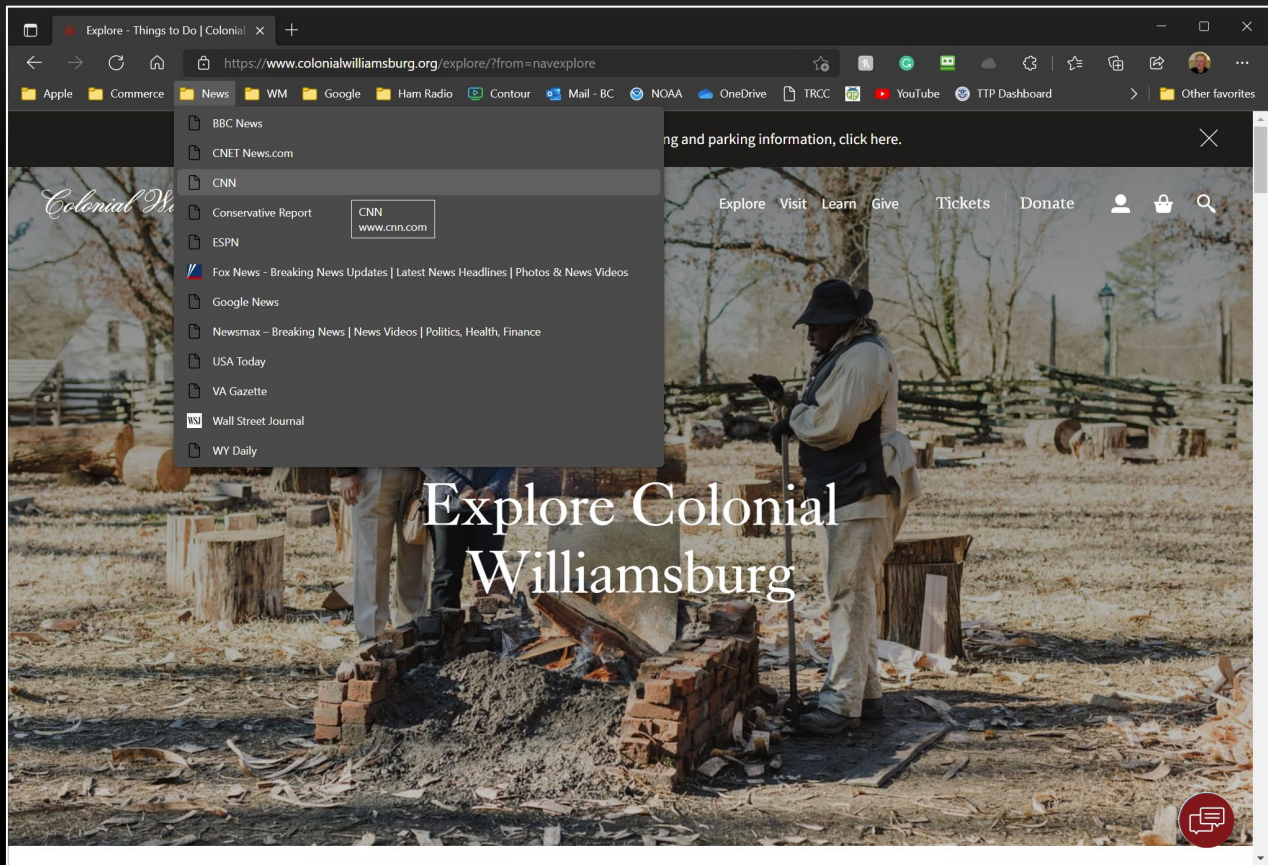 Explore - Things to Do | Colonial
https://www.colonialwilliamsburg.org/explore/?from=navexplore
Apple Commerce News WM Google Ham Radio Contour Mail - BC NOAA OneDrive TRCC YouTube TTP Dashboard Other favorites
ng and parking information, click here.
BBC News
CNET News.com
CNN
Conservative Report
CNN
www.cnn.com
ESPN
Fox News - Breaking News Updates | Latest News Headlines | Photos & News Videos
Google News
Newsmax – Breaking News | News Videos | Politics, Health, Finance
USA Today
VA Gazette
WSJ Wall Street Journal
WY Daily
Colonial Wi
Explore Visit Learn Give Tickets Donate
Explore Colonial
Williamsburg